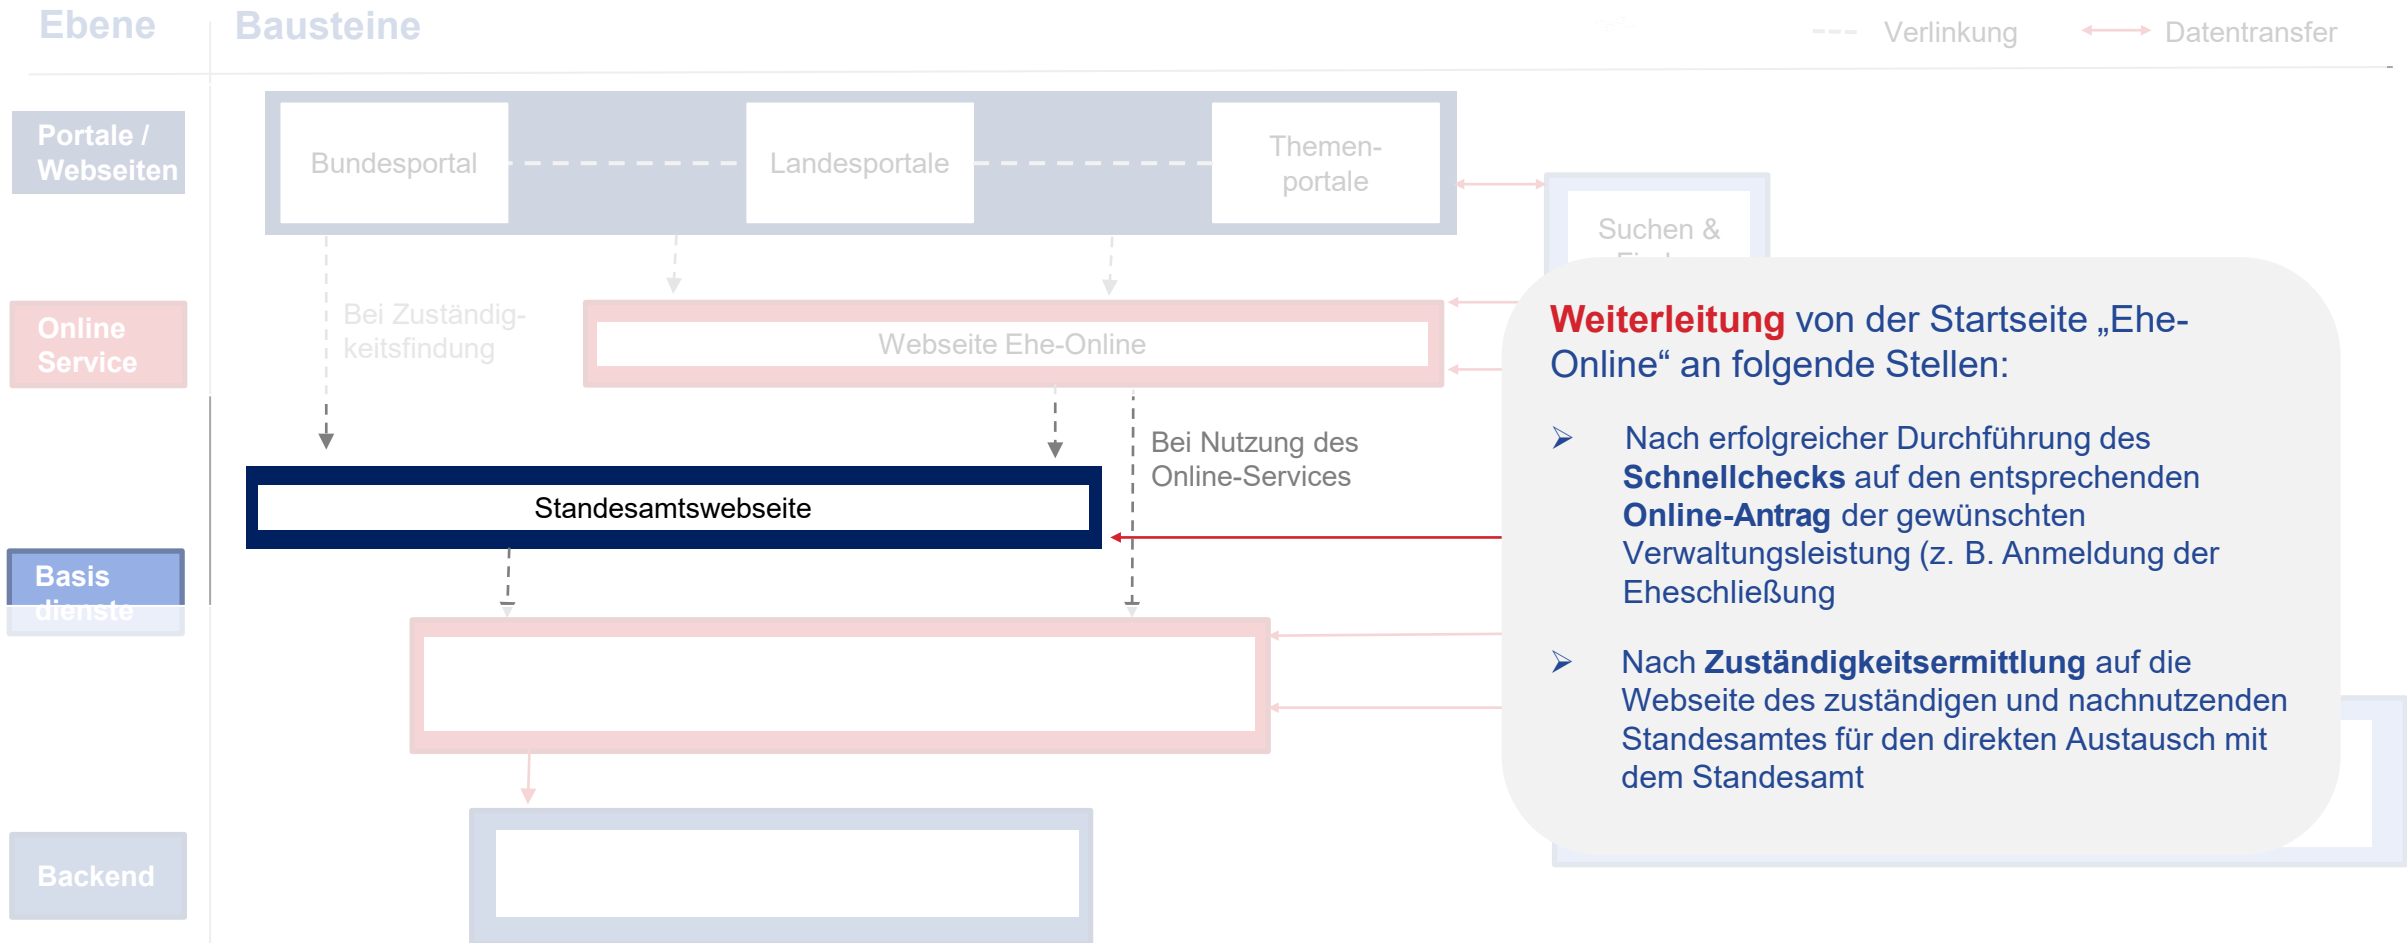 Ebene
Bausteine
Verlinkung
Datentransfer
Portale /
Webseiten
Bundesportal
Landesportale
Themen-
portale
Suchen &
Bei Zuständig-
keitsfindung
Online
Service
Webseite Ehe-Online
Weiterleitung von der Startseite „Ehe-
Online“ an folgende Stellen:
➢ Nach erfolgreicher Durchführung des
Schnellchecks auf den entsprechenden
Online-Antrag der gewünschten
Verwaltungsleistung (z. B. Anmeldung der
Eheschließung
➢ Nach Zuständigkeitsermittlung auf die
Webseite des zuständigen und nachnutzenden
Standesamtes für den direkten Austausch mit
dem Standesamt
Bei Nutzung des
Online-Services
Standesamtswebseite
Basis
dienste
Backend